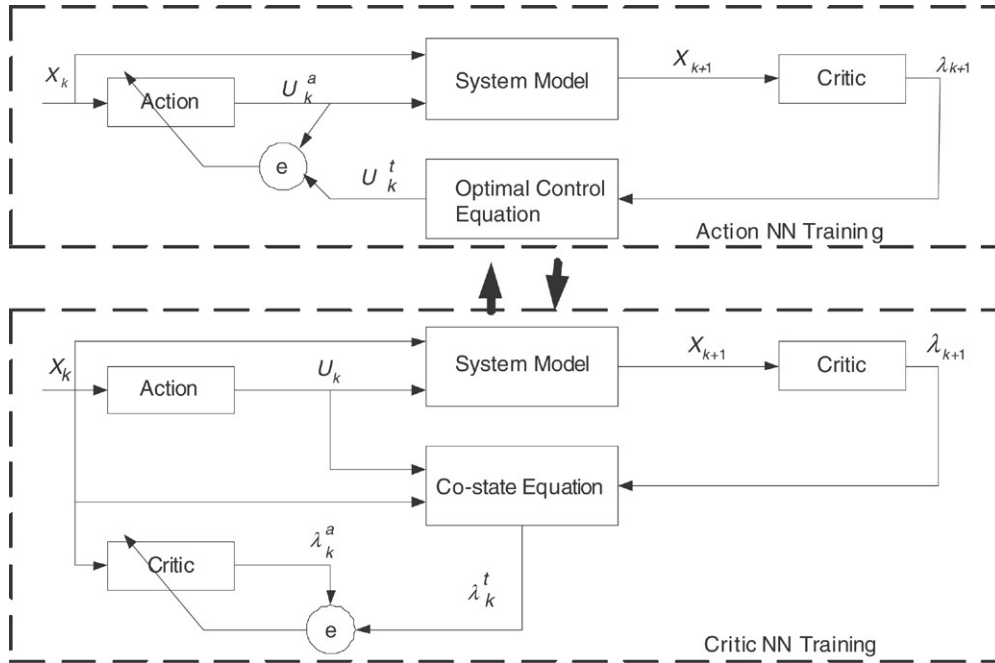 X_k
Action
U_k^a
System Model
X_{k+1}
Critic
λ_{k+1}
e
U_k^t
Optimal Control
Equation
Action NN Training
X_k
Action
U_k
System Model
X_{k+1}
Critic
λ_{k+1}
Co-state Equation
Critic
λ_k^a
λ_k^t
e
Critic NN Training